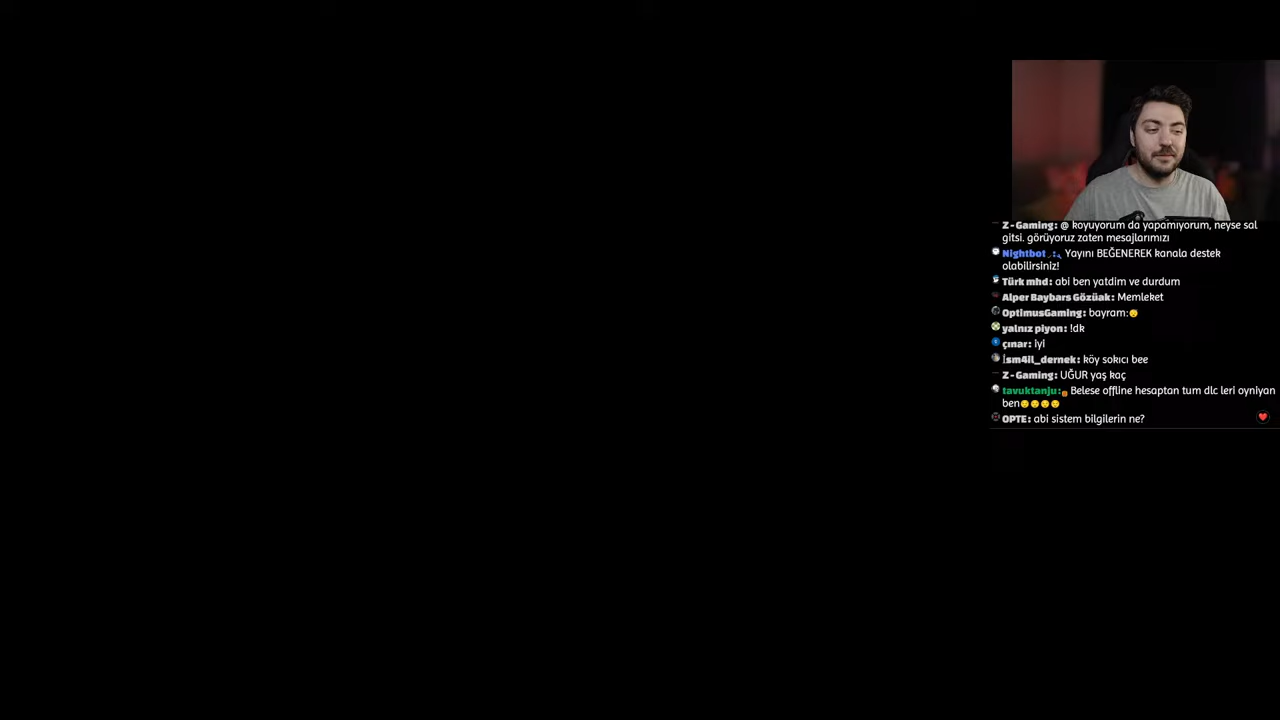 Z - Gaming: @ koyuyorum da yapamıyorum, neyse sal
gitsi. görüyoruz zaten mesajlarımızı
Nightbot : Yayını BEĞENEREK kanala destek
olabilirsiniz!
Türk mhd: abi ben yatdim ve durdum
Alper Baybars Gözüak: Memleket
OptimusGaming: bayram:😴
yalnız piyon: !dk
çınar: iyi
İsm4il_dernek: köy sokıcı bee
Z - Gaming: UĞUR yaş kaç
tavuktanju: Belese offline hesaptan tum dlc leri oyniyan
ben
OPTE: abi sistem bilgilerin ne?